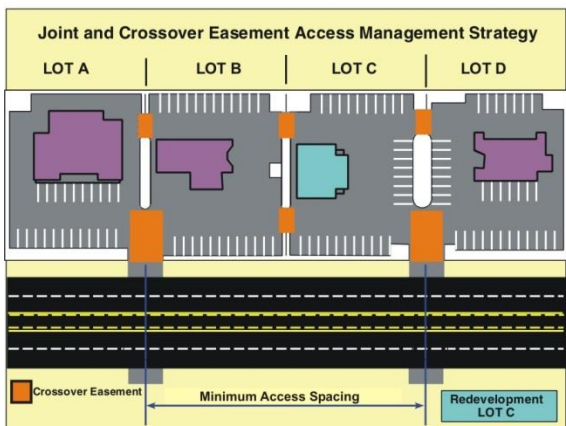 Joint and Crossover Easement Access Management Strategy
LOT A LOT B LOT C LOT D
Crossover Easement
Minimum Access Spacing
Redevelopment
LOT C